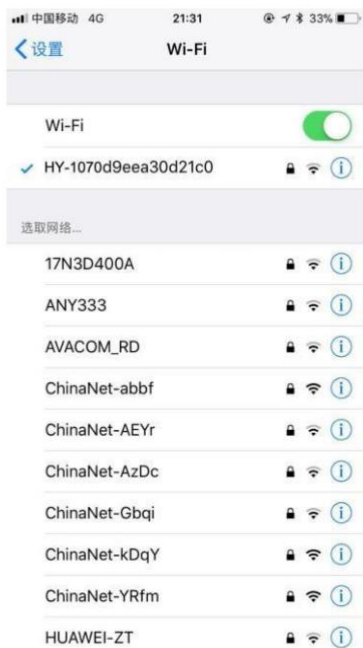 中国移动 4G 21:31 33%
设置 Wi-Fi
Wi-Fi
HY-1070d9eea30d21c0
选取网络...
17N3D400A
ANY333
AVACOM_RD
ChinaNet-abbf
ChinaNet-AEYr
ChinaNet-AzDc
ChinaNet-Gbqi
ChinaNet-kDqY
ChinaNet-YRfm
HUAWEI-ZT